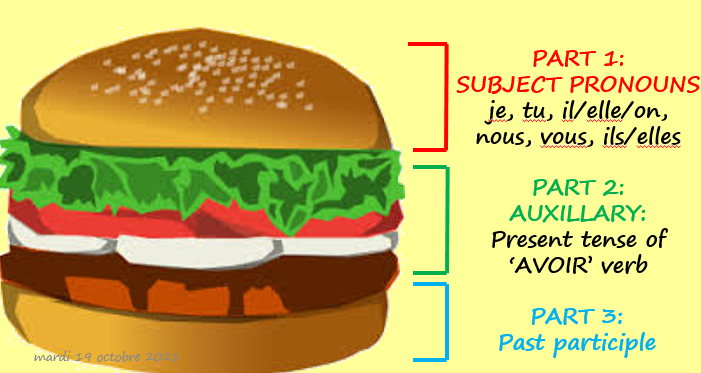 PART 1:
SUBJECT PRONOUNS
je, tu, il/elle/on,
nous, vous, ils/elles
PART 2:
AUXILLARY:
Present tense of
‘AVOIR’ verb
PART 3:
Past participle
mardi 19 octobre